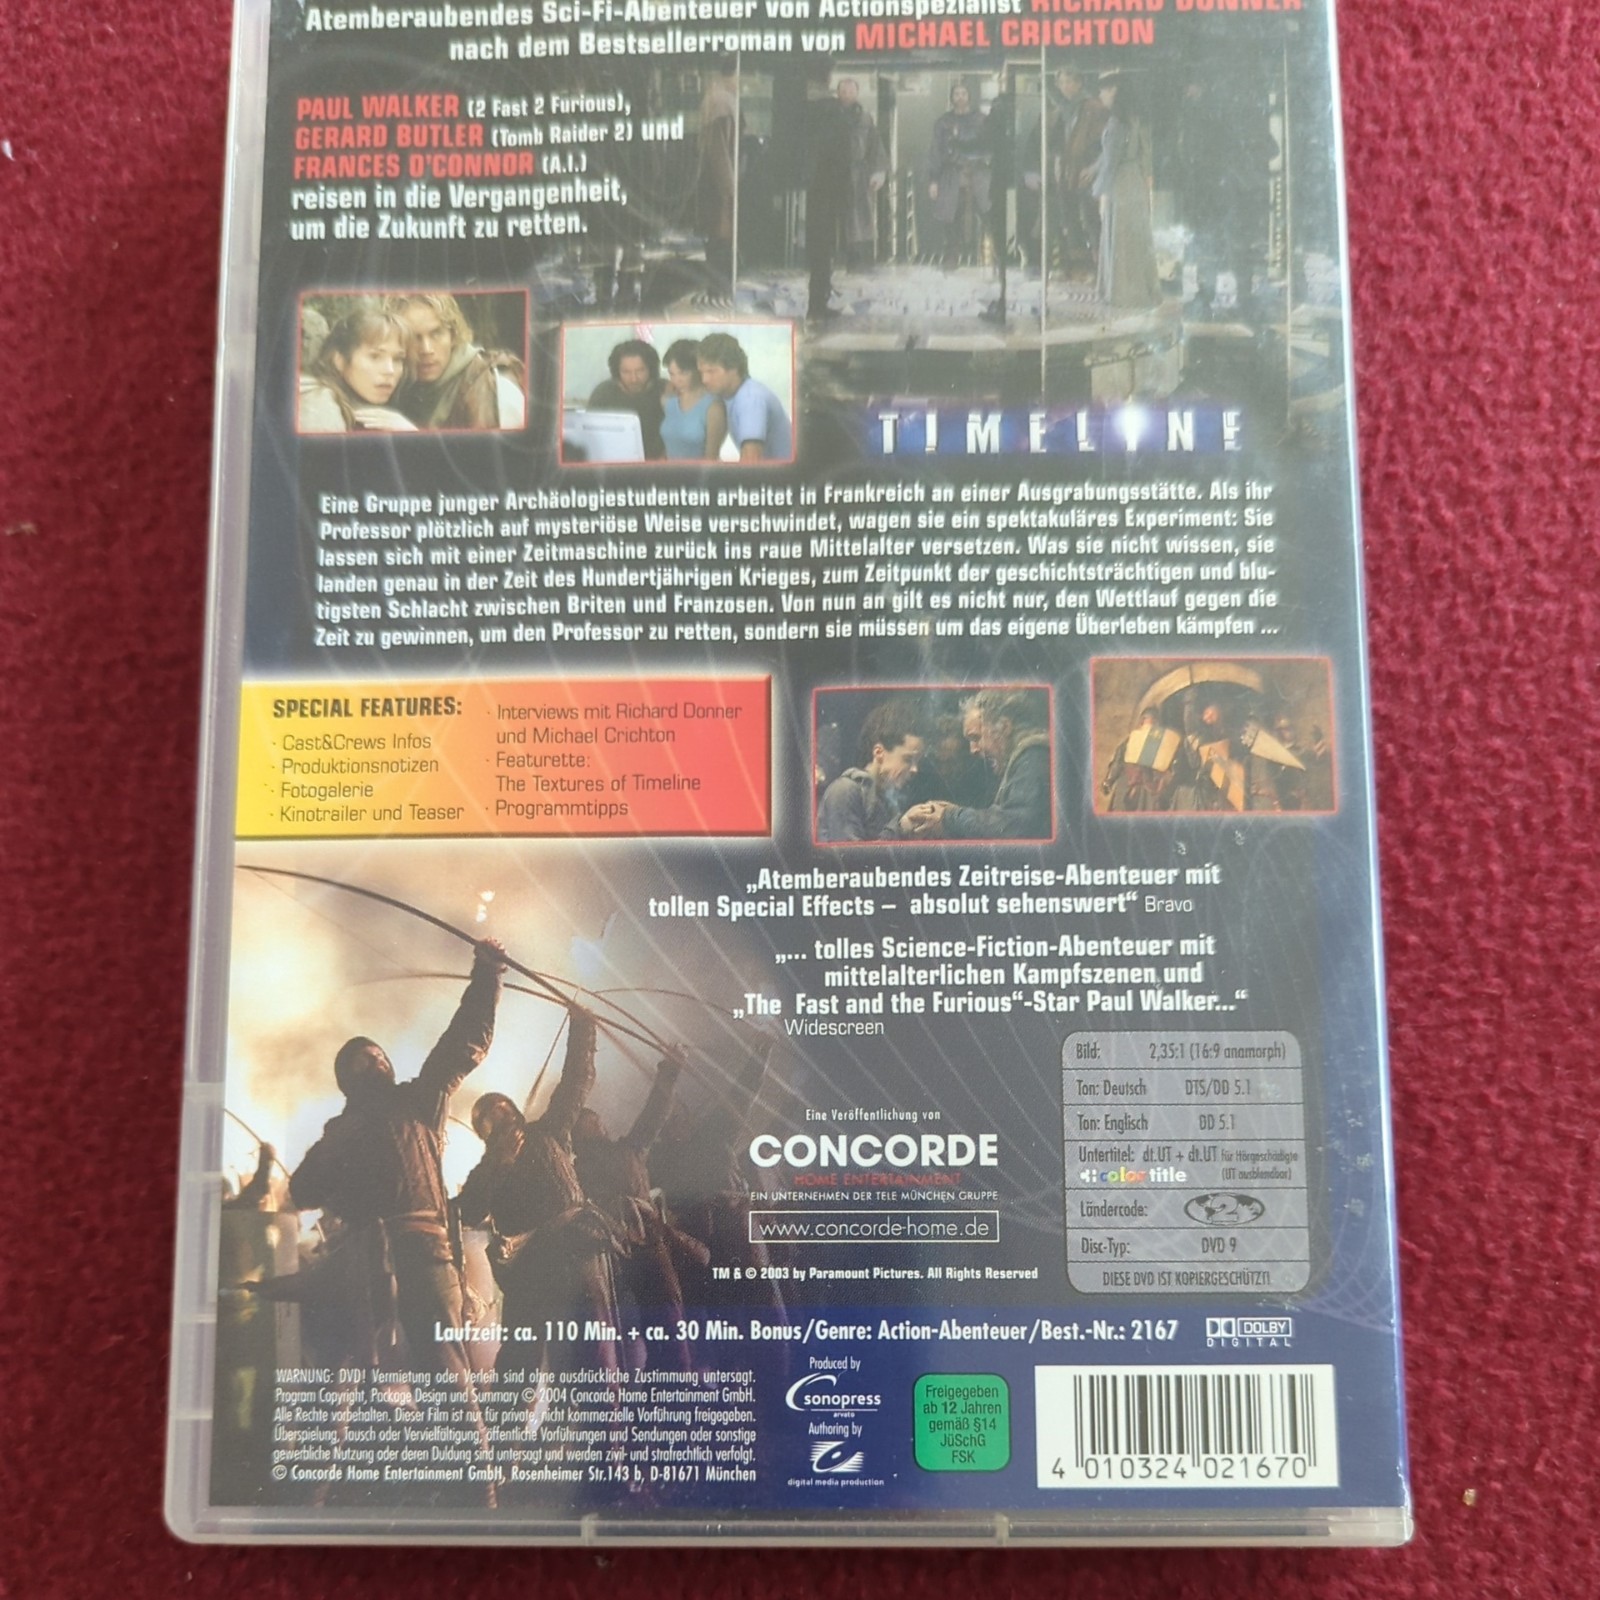 Atemberaubendes Sci-Fi-Abenteuer von Actionspezialist RICHARD DONNER
nach dem Bestsellerroman von MICHAEL CRICHTON
PAUL WALKER (2 Fast 2 Furious),
GERARD BUTLER (Tomb Raider 2) und
FRANCES O'CONNOR (A.I.)
reisen in die Vergangenheit,
um die Zukunft zu retten.
TIMELINE
Eine Gruppe junger Archäologiestudenten arbeitet in Frankreich an einer Ausgrabungsstätte. Als ihr
Professor plötzlich auf mysteriöse Weise verschwindet, wagen sie ein spektakuläres Experiment: Sie
lassen sich mit einer Zeitmaschine zurück ins raue Mittelalter versetzen. Was sie nicht wissen, sie
landen genau in der Zeit des Hundertjährigen Krieges, zum Zeitpunkt der geschichtsträchtigen und blu-
tigsten Schlacht zwischen Briten und Franzosen. Von nun an gilt es nicht nur, den Wettlauf gegen die
Zeit zu gewinnen, um den Professor zu retten, sondern sie müssen um das eigene Überleben kämpfen ...
SPECIAL FEATURES:
· Cast&Crews Infos
· Produktionsnotizen
· Fotogalerie
· Kinotrailer und Teaser
· Interviews mit Richard Donner
und Michael Crichton
· Featurette:
The Textures of Timeline
· Programmtipps
„Atemberaubendes Zeitreise-Abenteuer mit
tollen Special Effects – absolut sehenswert“ Bravo
„... tolles Science-Fiction-Abenteuer mit
mittelalterlichen Kampfszenen und
„The Fast and the Furious“-Star Paul Walker...“
Widescreen
Bild: 2,35:1 (16:9 anamorph)
Ton: Deutsch DTS/DD 5.1
Ton: Englisch DD 5.1
Untertitel: dt.UT + dt.UT für Hörgeschädigte
color title (UT ausblendbar)
Ländercode: 2
Disc-Typ: DVD 9
DIESE DVD IST KOPIERGESCHÜTZT!
Eine Veröffentlichung von
CONCORDE
HOME ENTERTAINMENT
EIN UNTERNEHMEN DER TELE MÜNCHEN GRUPPE
www.concorde-home.de
TM & © 2003 by Paramount Pictures. All Rights Reserved
Laufzeit: ca. 110 Min. + ca. 30 Min. Bonus/Genre: Action-Abenteuer/Best.-Nr.: 2167
DOLBY
DIGITAL
WARNUNG: DVD! Vermietung oder Verleih sind ohne ausdrückliche Zustimmung untersagt.
Program Copyright, Package Design und Summary © 2004 Concorde Home Entertainment GmbH.
Alle Rechte vorbehalten. Dieser Film ist nur für private, nicht kommerzielle Vorführung freigegeben.
Überspielung, Tausch oder Vervielfältigung, öffentliche Vorführungen und Sendungen oder sonstige
gewerbliche Nutzung oder deren Duldung sind untersagt und werden zivil- und strafrechtlich verfolgt.
© Concorde Home Entertainment GmbH, Rosenheimer Str.143 b, D-81671 München
Produced by
sonopress
arvato
Authoring by
digital media production
Freigegeben
ab 12 Jahren
gemäß §14
JüSchG
FSK
4 010324 021670